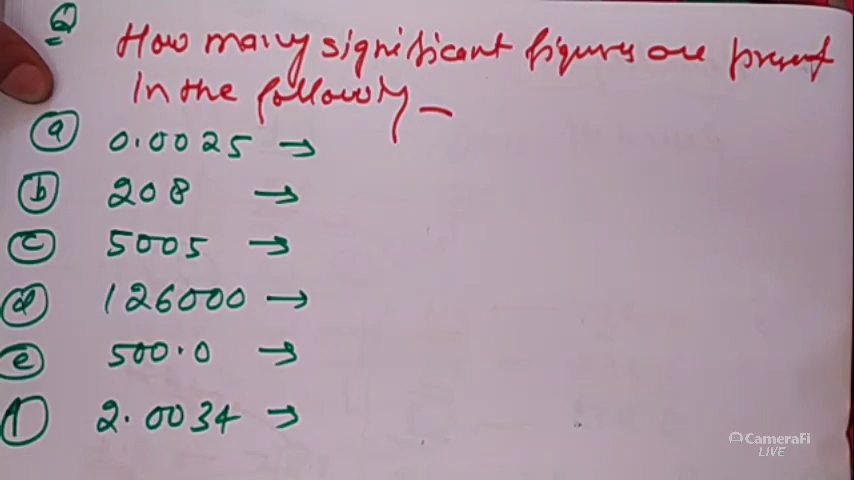 Q
How many significant figures are present
In the following —
(a) 0.0025 →
(b) 208 →
(c) 5005 →
(d) 126000 →
(e) 500.0 →
(f) 2.0034 →
CameraFi
LIVE